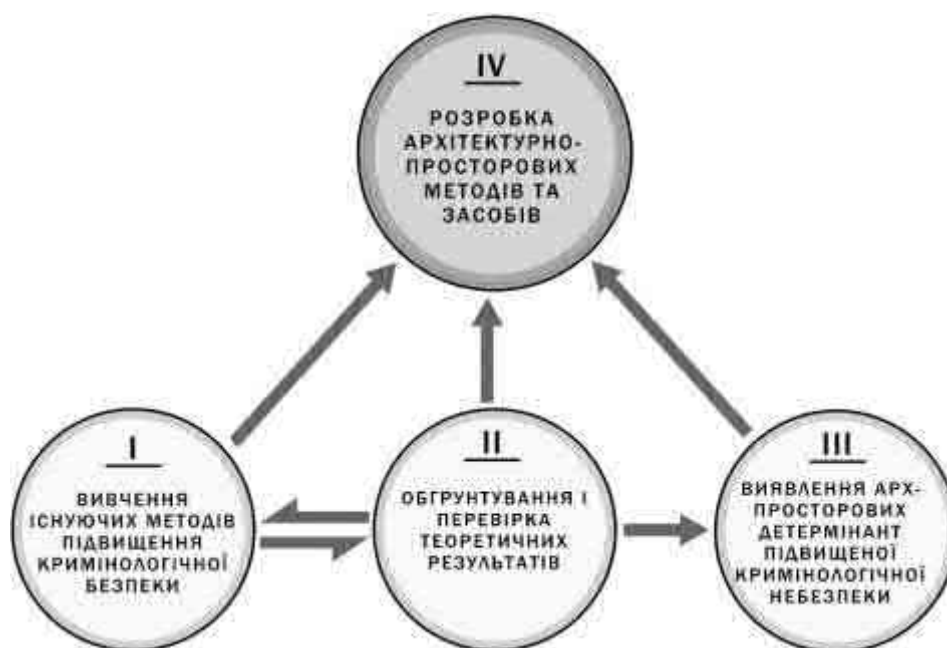 IV
РОЗРОБКА
АРХІТЕКТУРНО-
ПРОСТОРОВИХ
МЕТОДІВ ТА
ЗАСОБІВ
I
ВИВЧЕННЯ
ІСНУЮЧИХ МЕТОДІВ
ПІДВИЩЕННЯ
КРИМІНОЛОГІЧНОЇ
БЕЗПЕКИ
II
ОБГРУНТУВАННЯ І
ПЕРЕВІРКА
ТЕОРЕТИЧНИХ
РЕЗУЛЬТАТІВ
III
ВИЯВЛЕННЯ АРХ-
ПРОСТОРОВИХ
ДЕТЕРМІНАНТ
ПІДВИЩЕНОЇ
КРИМІНОЛОГІЧНОЇ
НЕБЕЗПЕКИ